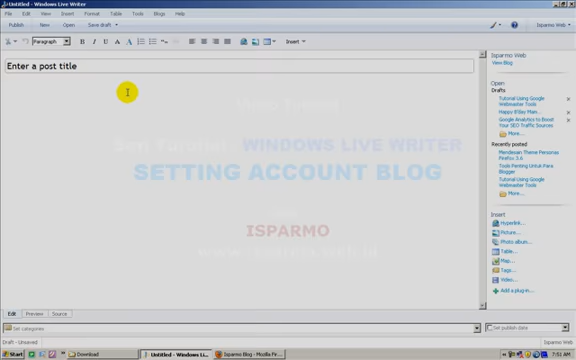 Untitled - Windows Live Writer
File Edit View Insert Format Table Tools Blogs Help
Publish New Open Save draft Isparmo Web
Paragraph B I U A Insert
Enter a post title
Video Tutorial
Seri Tutorial : WINDOWS LIVE WRITER
SETTING ACCOUNT BLOG
ISPARMO
Isparmo Web
View Blog
Open
Drafts
Tutorial Using Google
Webmaster Tools
Happy B'day Mam...
Google Analytics to Boost
Your SEO Traffic Sources
More...
Recently posted
Mendesain Theme Personas
Firefox 3.6
Tools Penting Untuk Para
Blogger
Tutorial Using Google
Webmaster Tools
More...
Insert
Hyperlink...
Picture...
Photo album...
Table...
Map...
Tags...
Video...
Add a plug-in...
Edit Preview Source
Set categories Set publish date
Draft - Unsaved Isparmo Web
Start Download Untitled - Windows Li... Isparmo Blog - Mozilla Fir... 7:51 AM